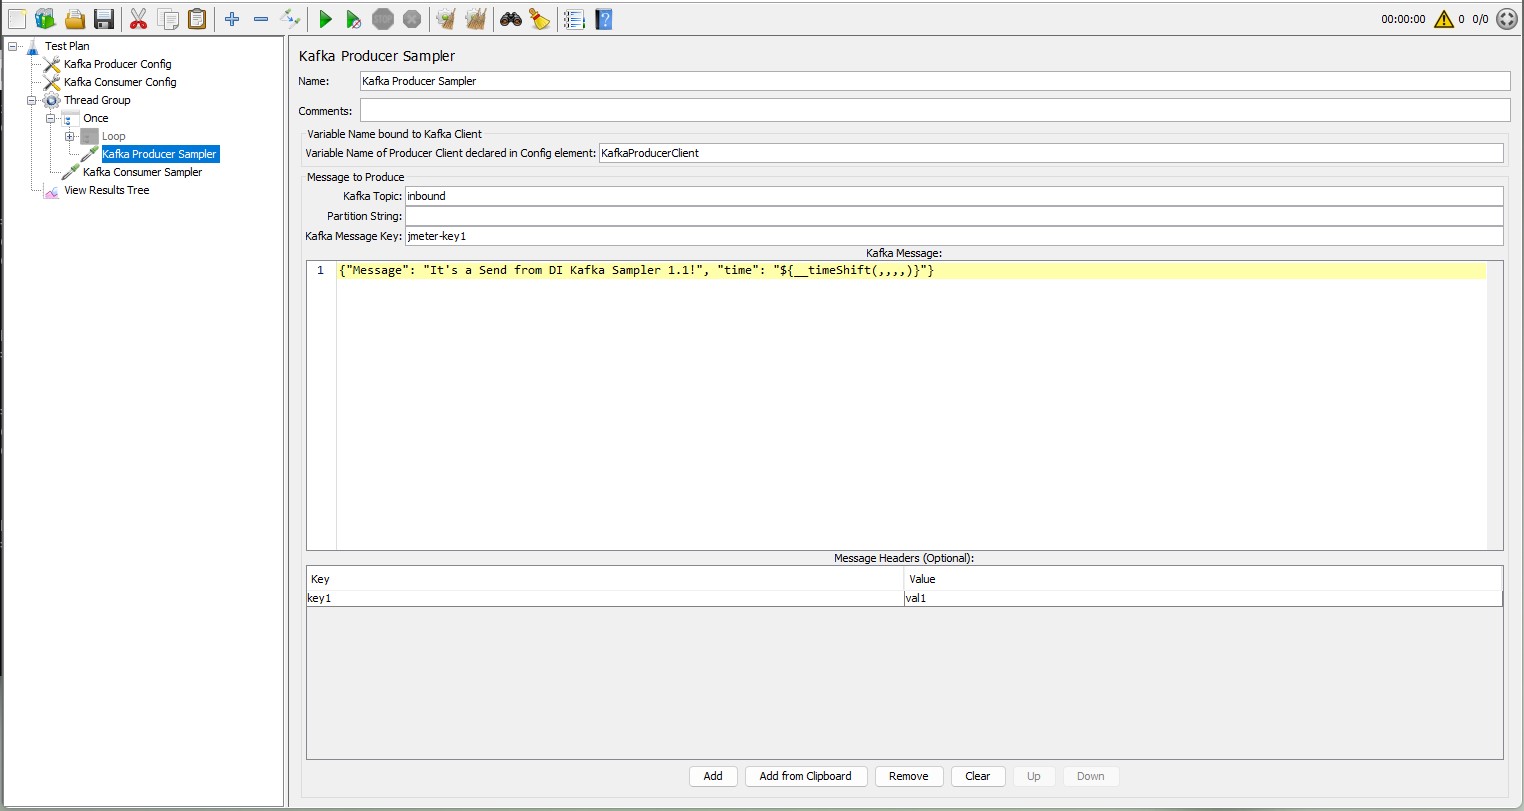 STOP
00:00:00 0 0/0
Test Plan
Kafka Producer Config
Kafka Consumer Config
Thread Group
Once
Loop
Kafka Producer Sampler
Kafka Consumer Sampler
View Results Tree
Kafka Producer Sampler
Name: Kafka Producer Sampler
Comments:
Variable Name bound to Kafka Client
Variable Name of Producer Client declared in Config element: KafkaProducerClient
Message to Produce
Kafka Topic: inbound
Partition String:
Kafka Message Key: jmeter-key1
Kafka Message:
1 {"Message": "It's a Send from DI Kafka Sampler 1.1!", "time": "${__timeShift(,,,,)}"}
Message Headers (Optional):
Key Value
key1 val1
Add Add from Clipboard Remove Clear Up Down